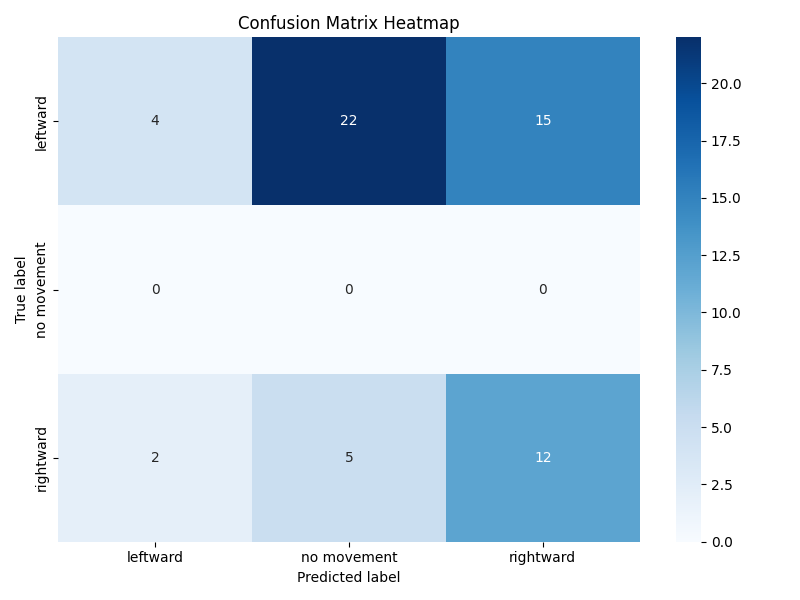 Confusion Matrix Heatmap
True label
leftward
no movement
rightward
4 22 15
0 0 0
2 5 12
leftward no movement rightward
Predicted label
20.0
17.5
15.0
12.5
10.0
7.5
5.0
2.5
0.0